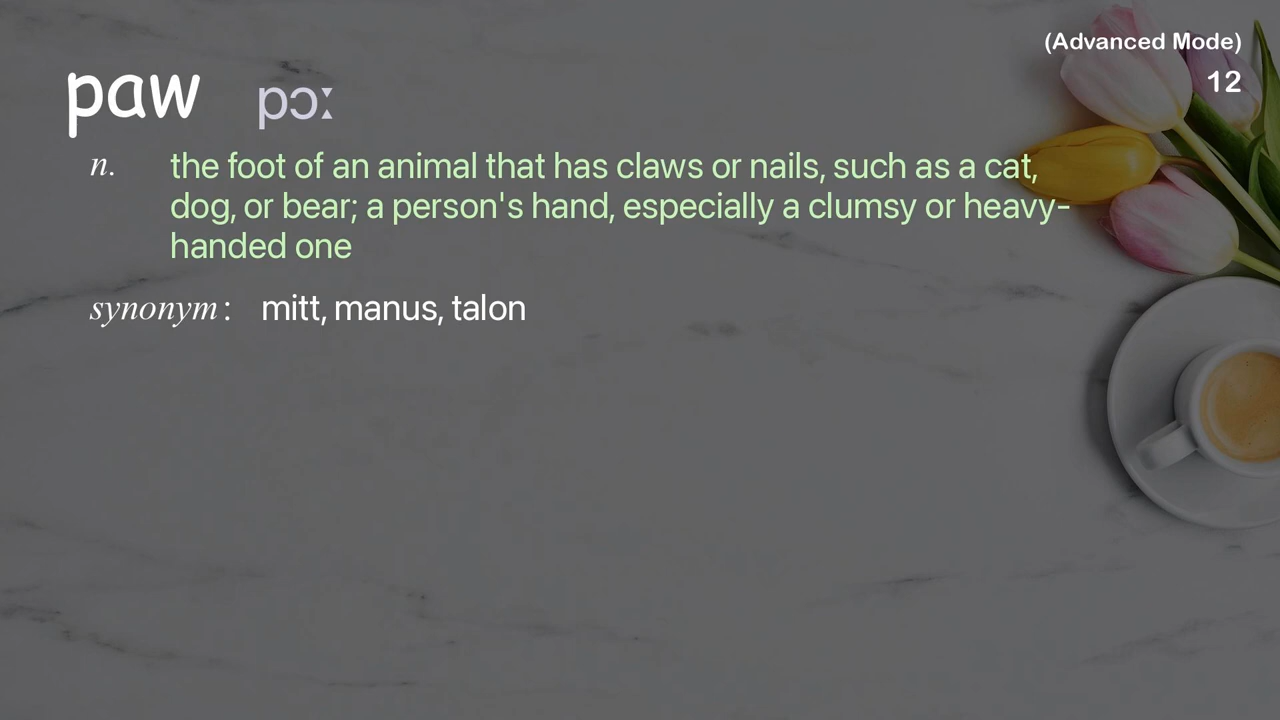 (Advanced Mode)
12
paw pɔː
n. the foot of an animal that has claws or nails, such as a cat,
dog, or bear; a person's hand, especially a clumsy or heavy-
handed one
synonym: mitt, manus, talon